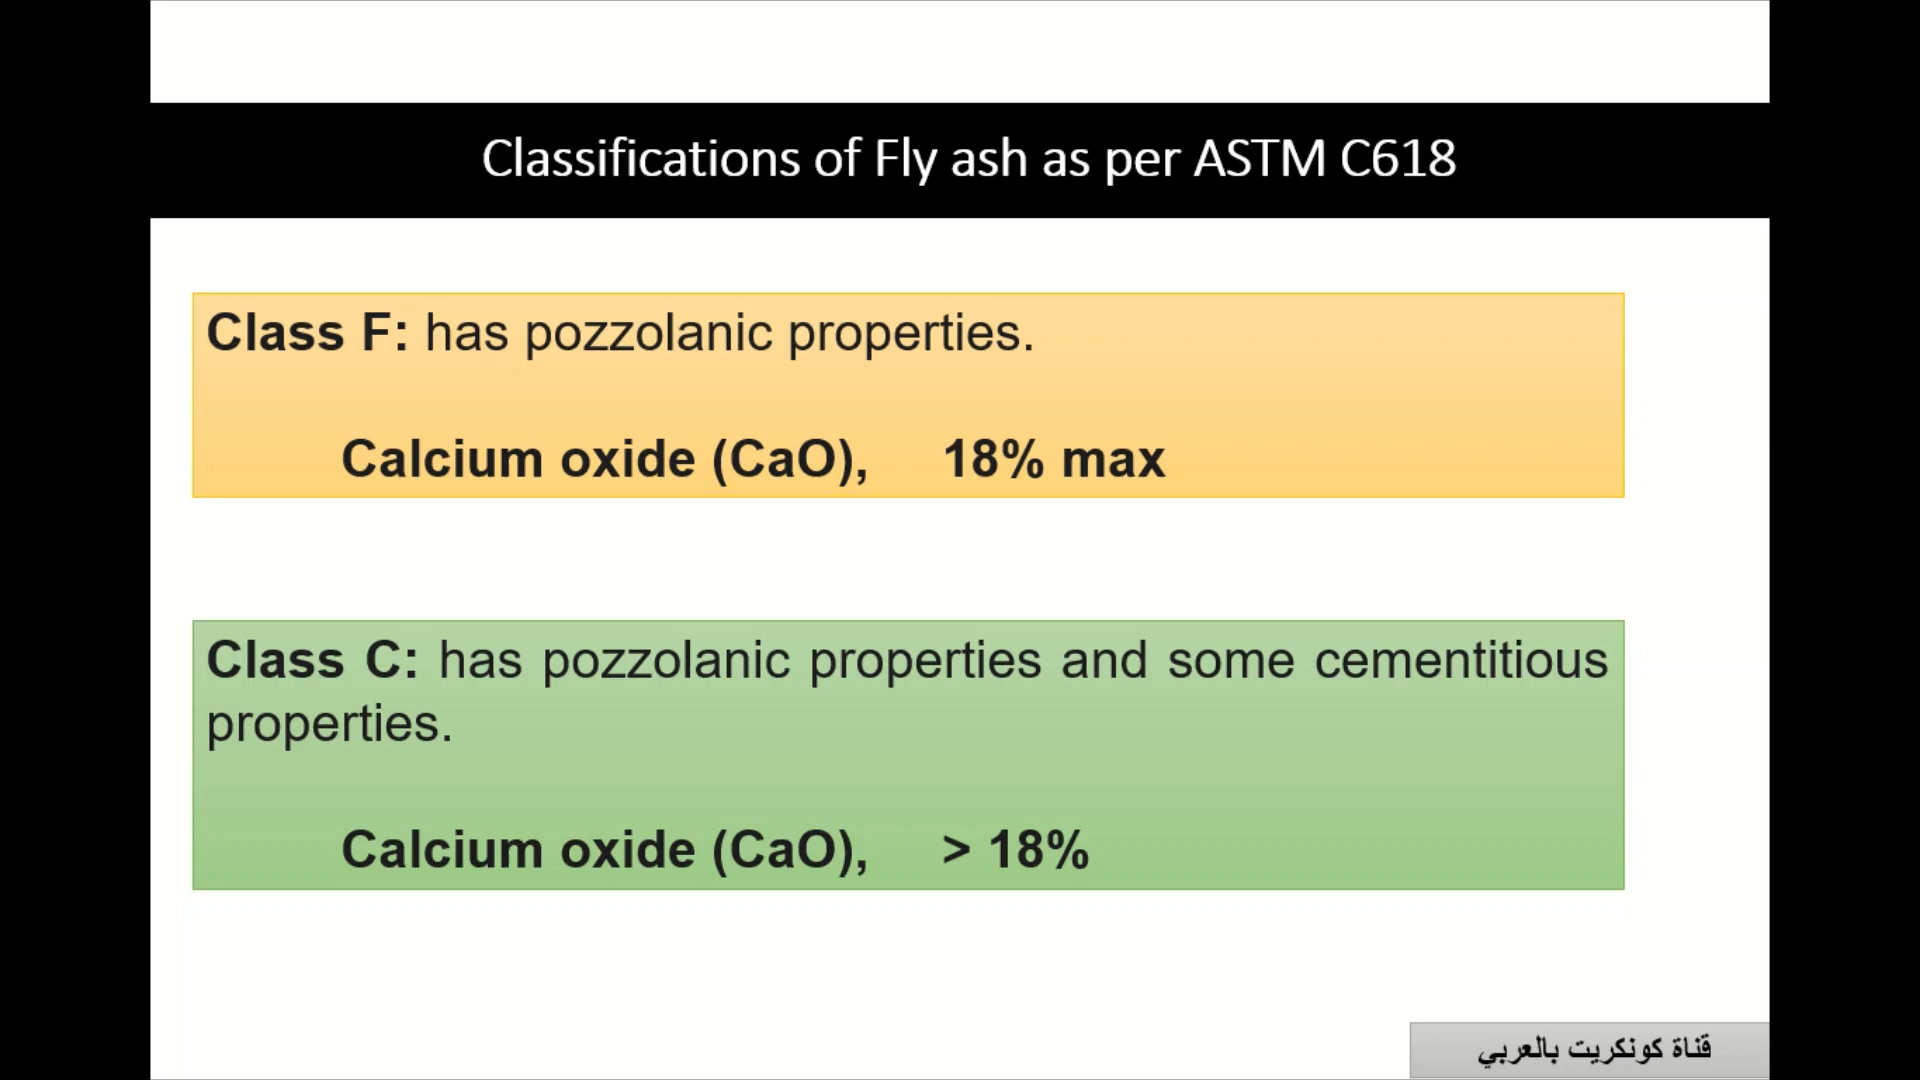 Classifications of Fly ash as per ASTM C618
Class F: has pozzolanic properties.
Calcium oxide (CaO), 18% max
Class C: has pozzolanic properties and some cementitious
properties.
Calcium oxide (CaO), > 18%
قناة كونكريت بالعربي